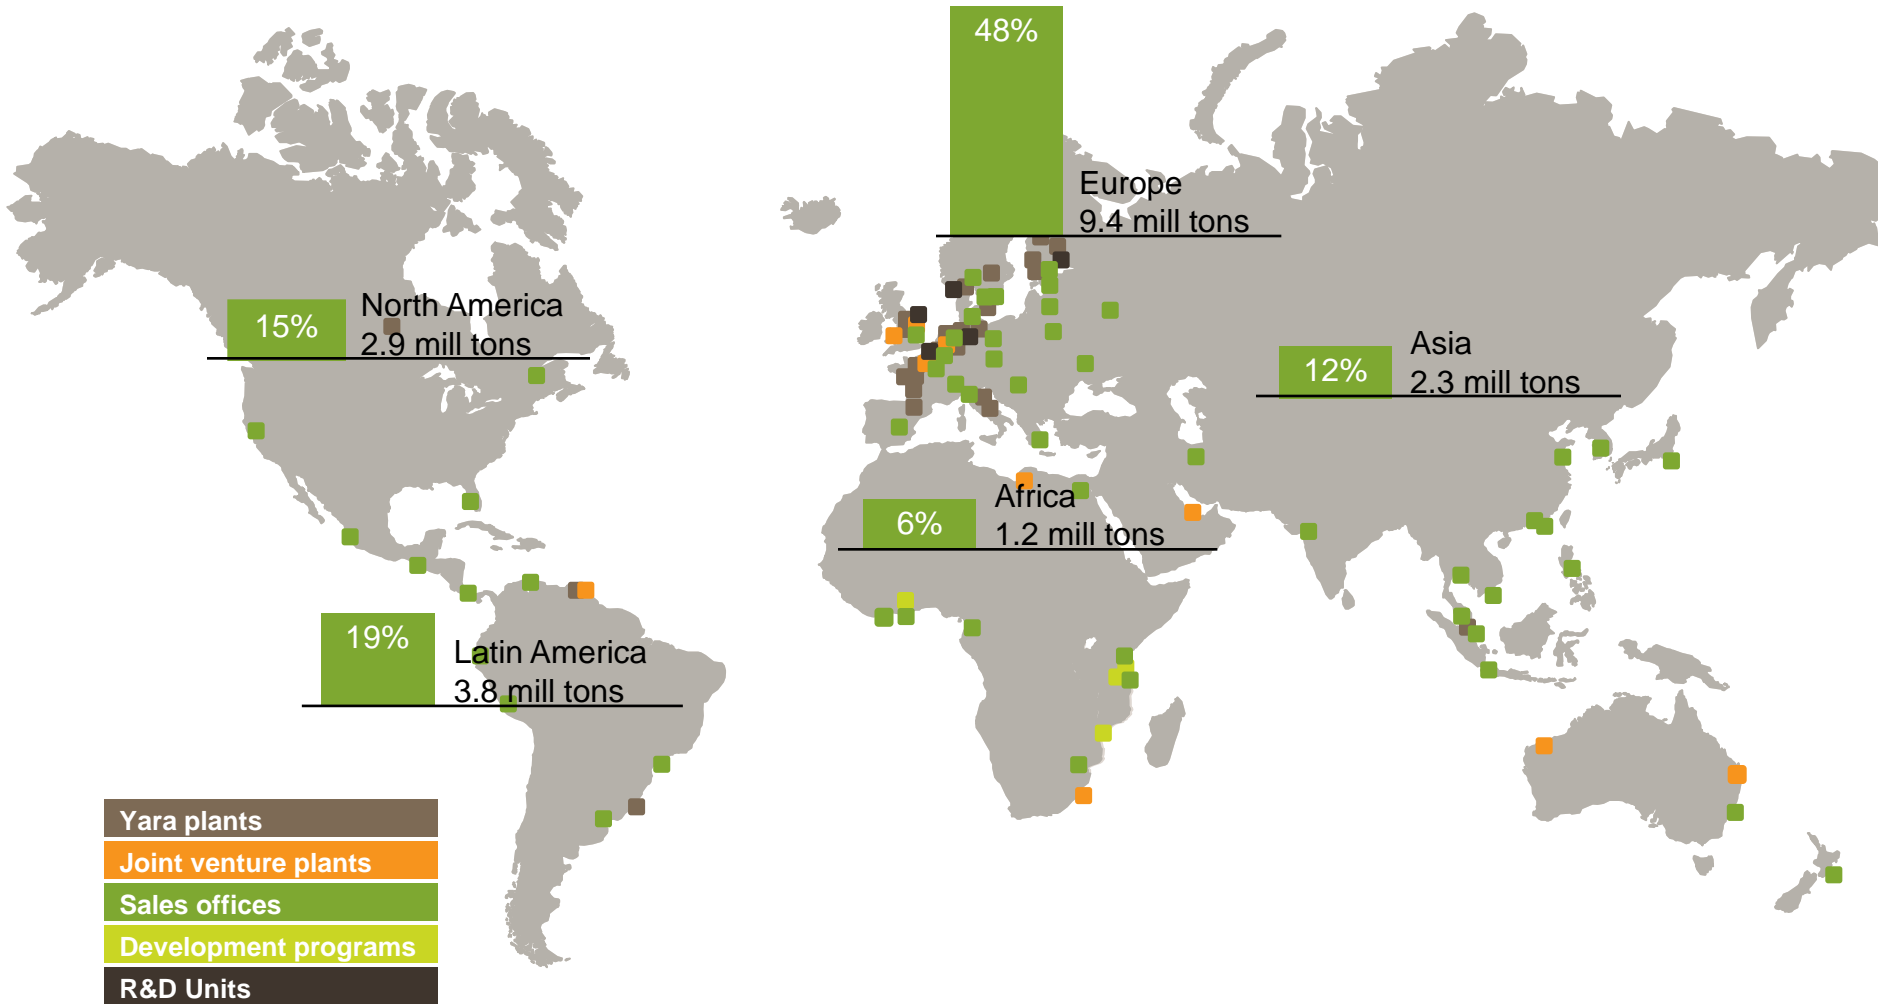 48%
Europe
9.4 mill tons
15%
North America
2.9 mill tons
12%
Asia
2.3 mill tons
6%
Africa
1.2 mill tons
19%
Latin America
3.8 mill tons
Yara plants
Joint venture plants
Sales offices
Development programs
R&D Units